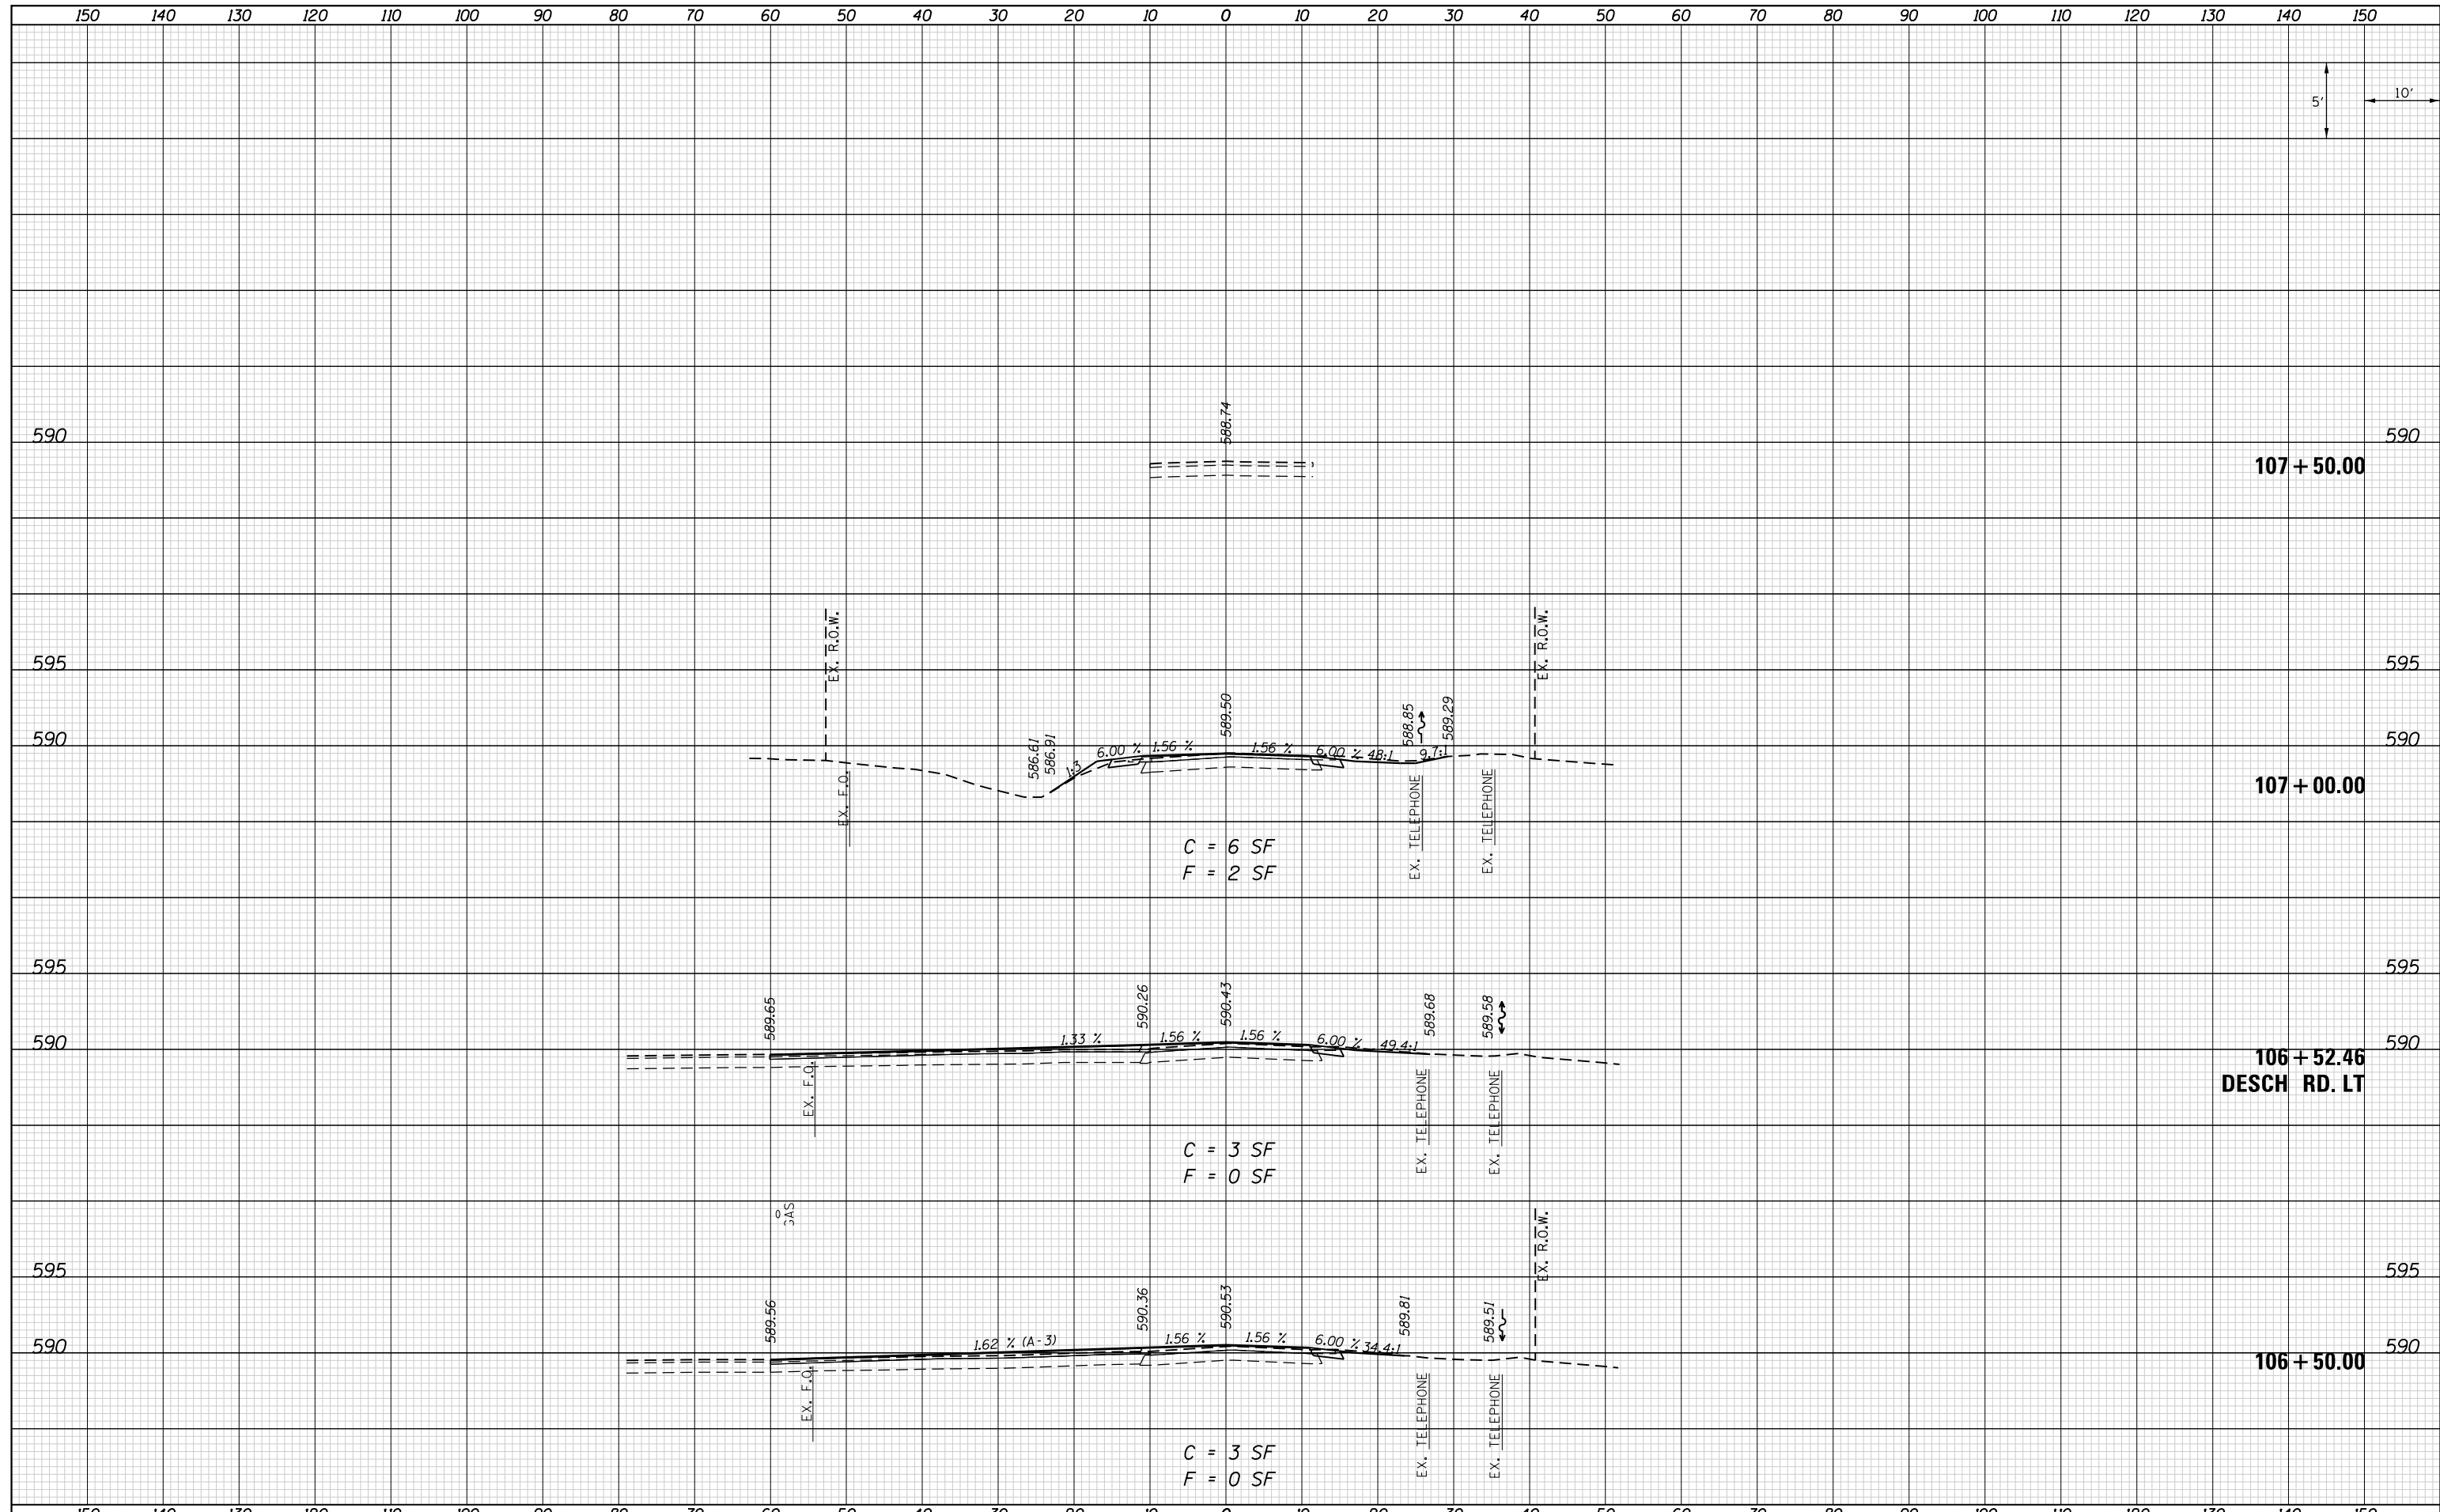 150 140 130 120 110 100 90 80 70 60 50 40 30 20 10 0 10 20 30 40 50 60 70 80 90 100 110 120 130 140 150
5' 10'
588.74
590 590
107+50.00
EX. R.O.W. EX. R.O.W.
595 595
586.61 586.91 589.50 588.85 589.29
590 590
1:3 6.00 % 1.56 % 1.56 % 6.00 % 48:1 9.7:1
107+00.00
EX. F.O. EX. TELEPHONE EX. TELEPHONE
C = 6 SF
F = 2 SF
595 595
589.65 590.26 590.43 589.68 589.58
590 590
1.33 % 1.56 % 1.56 % 6.00 % 49.4:1
106+52.46
DESCH RD. LT
EX. F.O. EX. TELEPHONE EX. TELEPHONE
C = 3 SF
F = 0 SF
EX. R.O.W.
595 595
589.56 590.36 590.53 589.81 589.51
590 590
1.62 % (A-3) 1.56 % 1.56 % 6.00 % 34.4:1
106+50.00
EX. F.O. EX. TELEPHONE EX. TELEPHONE
C = 3 SF
F = 0 SF